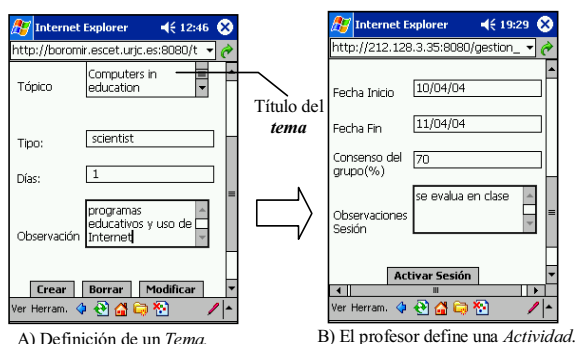 Internet Explorer 12:46
http://boromir.escet.urjc.es:8080/t
Tópico
Computers in
education
Tipo:
scientist
Días:
1
Observación
programas
educativos y uso de
Internet
Crear Borrar Modificar
Ver Herram.
A) Definición de un Tema.
Título del
tema
Internet Explorer 19:29
http://212.128.3.35:8080/gestion_
Fecha Inicio
10/04/04
Fecha Fin
11/04/04
Consenso del
grupo(%)
70
Observaciones
Sesión
se evalua en clase
Activar Sesión
Ver Herram.
B) El profesor define una Actividad.